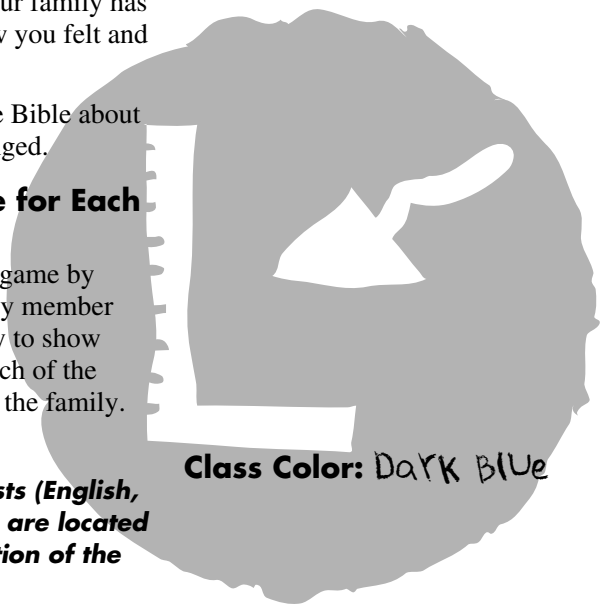 ur family has
you felt and
Bible about
ged.
for Each
game by
y member
to show
ch of the
the family.
Class Color: Dark Blue
sts (English,
are located
tion of the